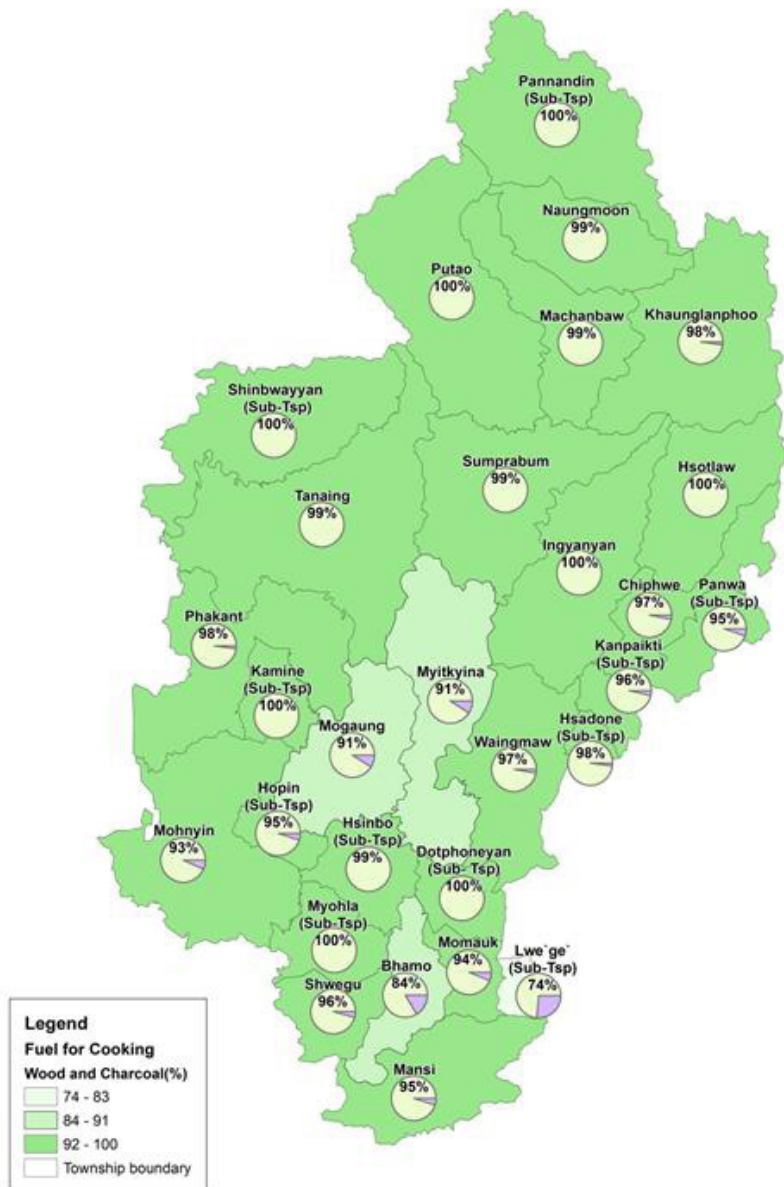 Pannandin
(Sub-Tsp)
100%
Naungmoon
99%
Putao
100%
Machanbaw
99%
Khaunglanphoo
98%
Shinbwayyan
(Sub-Tsp)
100%
Sumprabum
99%
Hsotlaw
100%
Tanaing
99%
Ingyanyan
100%
Chiphwe
97%
Panwa
(Sub-Tsp)
95%
Phakant
98%
Kanpaikti
(Sub-Tsp)
96%
Kamine
(Sub-Tsp)
100%
Myitkyina
91%
Mogaung
91%
Waingmaw
97%
Hsadone
(Sub-Tsp)
98%
Hopin
(Sub-Tsp)
95%
Mohnyin
93%
Hsinbo
(Sub-Tsp)
99%
Dotphoneyan
(Sub- Tsp)
100%
Myohla
(Sub-Tsp)
100%
Momauk
94%
Lwe`ge`
(Sub-Tsp)
74%
Bhamo
84%
Shwegu
96%
Mansi
95%
Legend
Fuel for Cooking
Wood and Charcoal(%)
74 - 83
84 - 91
92 - 100
Township boundary